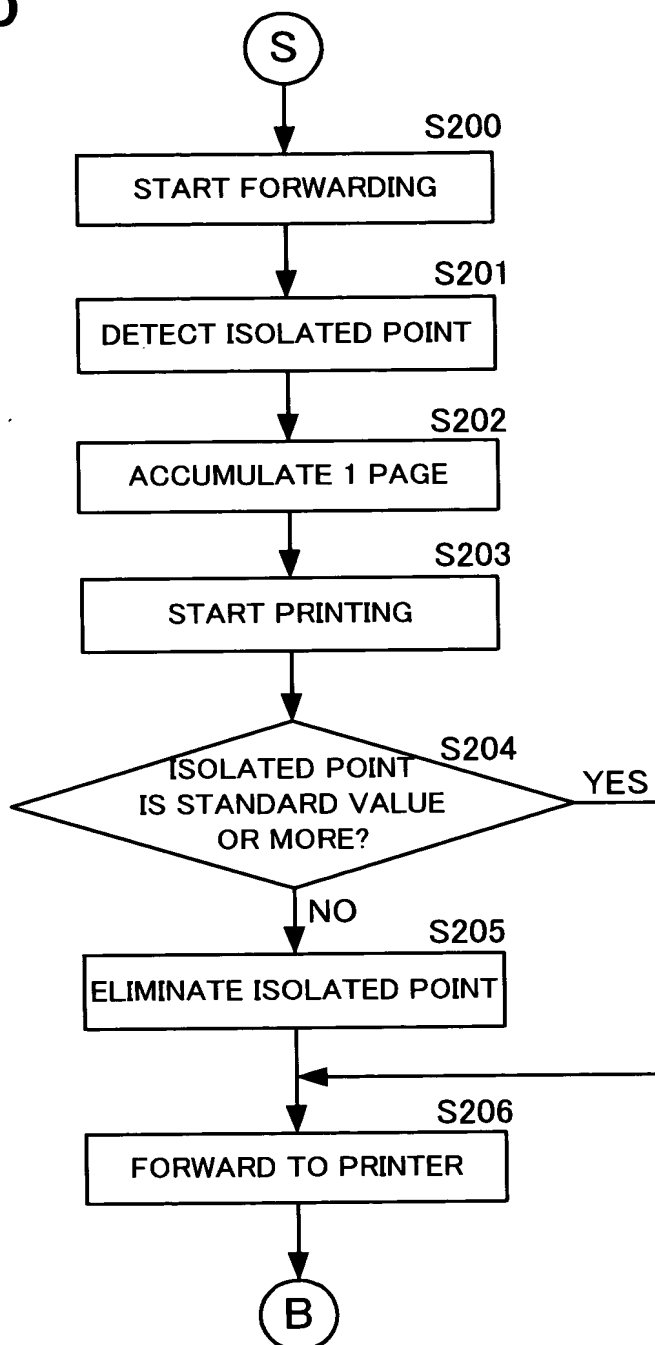 S
S200
START FORWARDING
S201
DETECT ISOLATED POINT
S202
ACCUMULATE 1 PAGE
S203
START PRINTING
S204
ISOLATED POINT
IS STANDARD VALUE
OR MORE?
YES
NO
S205
ELIMINATE ISOLATED POINT
S206
FORWARD TO PRINTER
B